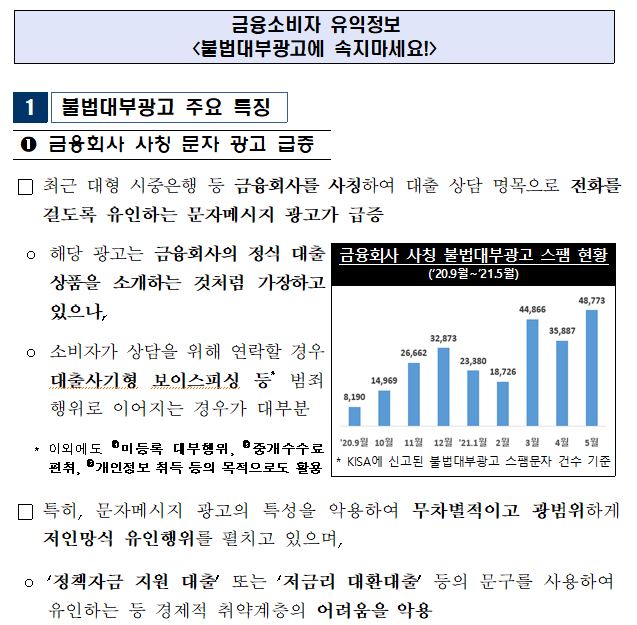 금융소비자 유익정보
<불법대부광고에 속지마세요!>
1 불법대부광고 주요 특징
❶ 금융회사 사칭 문자 광고 급증
□ 최근 대형 시중은행 등 금융회사를 사칭하여 대출 상담 명목으로 전화를
걸도록 유인하는 문자메시지 광고가 급증
○ 해당 광고는 금융회사의 정식 대출
상품을 소개하는 것처럼 가장하고
있으나,
○ 소비자가 상담을 위해 연락할 경우
대출사기형 보이스피싱 등* 범죄
행위로 이어지는 경우가 대부분
* 이외에도 ❶미등록 대부행위, ❷중개수수료
편취, ❸개인정보 취득 등의 목적으로도 활용
금융회사 사칭 불법대부광고 스팸 현황
('20.9월~'21.5월)
8,190 14,969 26,662 32,873 23,380 18,726 44,866 35,887 48,773
'20.9월 10월 11월 12월 '21.1월 2월 3월 4월 5월
* KISA에 신고된 불법대부광고 스팸문자 건수 기준
□ 특히, 문자메시지 광고의 특성을 악용하여 무차별적이고 광범위하게
저인망식 유인행위를 펼치고 있으며,
○ '정책자금 지원 대출' 또는 '저금리 대환대출' 등의 문구를 사용하여
유인하는 등 경제적 취약계층의 어려움을 악용